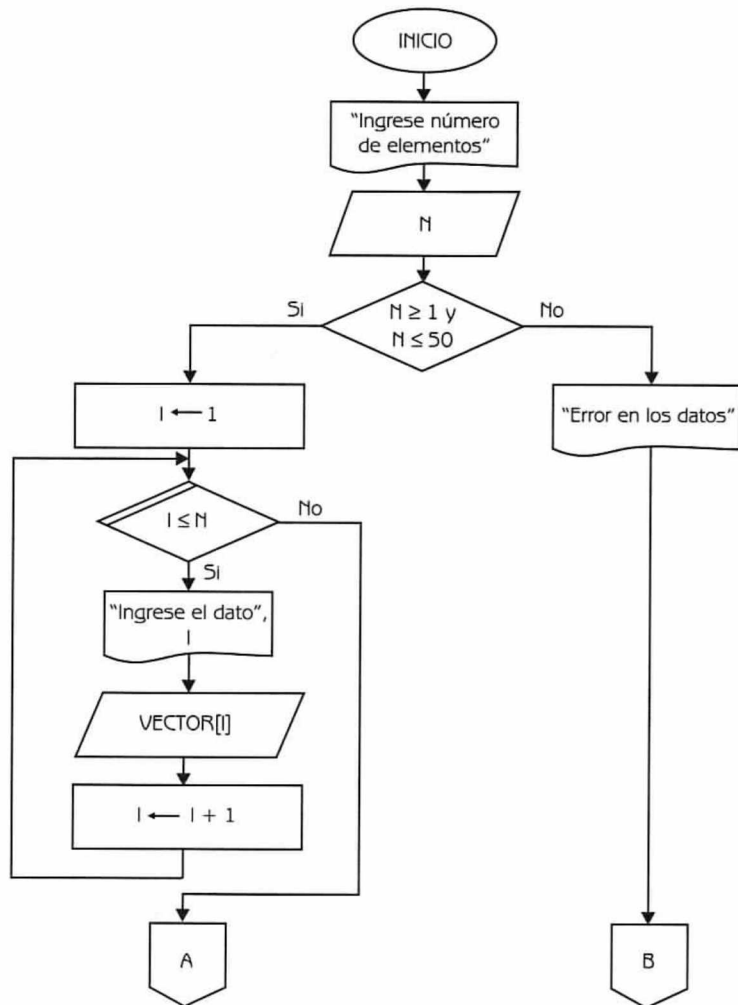 INICIO
"Ingrese número
de elementos"
N
Si
N ≥ 1 y
N ≤ 50
No
I ← 1
"Error en los datos"
I ≤ N
No
Si
"Ingrese el dato",
I
VECTOR[I]
I ← I + 1
A
B